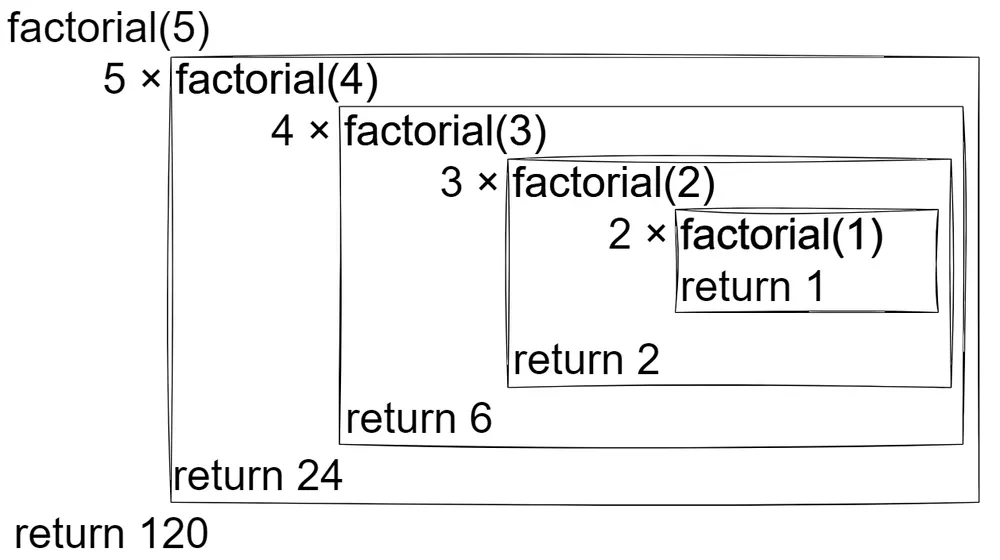 factorial(5)
5 × factorial(4)
4 × factorial(3)
3 × factorial(2)
2 × factorial(1)
return 1
return 2
return 6
return 24
return 120